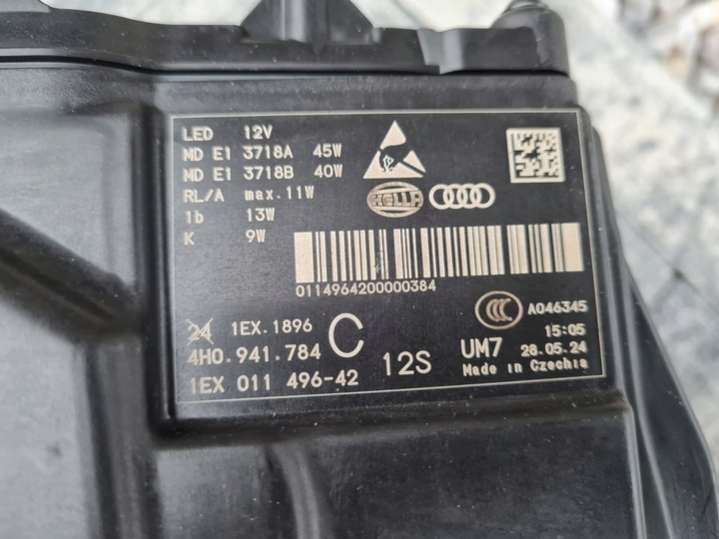 LED 12V
MD E1 3718A 45W
MD E1 3718B 40W
RL/A max.11W
1b 13W
K 9W
HELLA
0114964200000384
CCC A046345
24 1EX.1896
4H0.941.784 C
1EX 011 496-42
12S
UM7
15:05
28.05.24
Made in Czechia